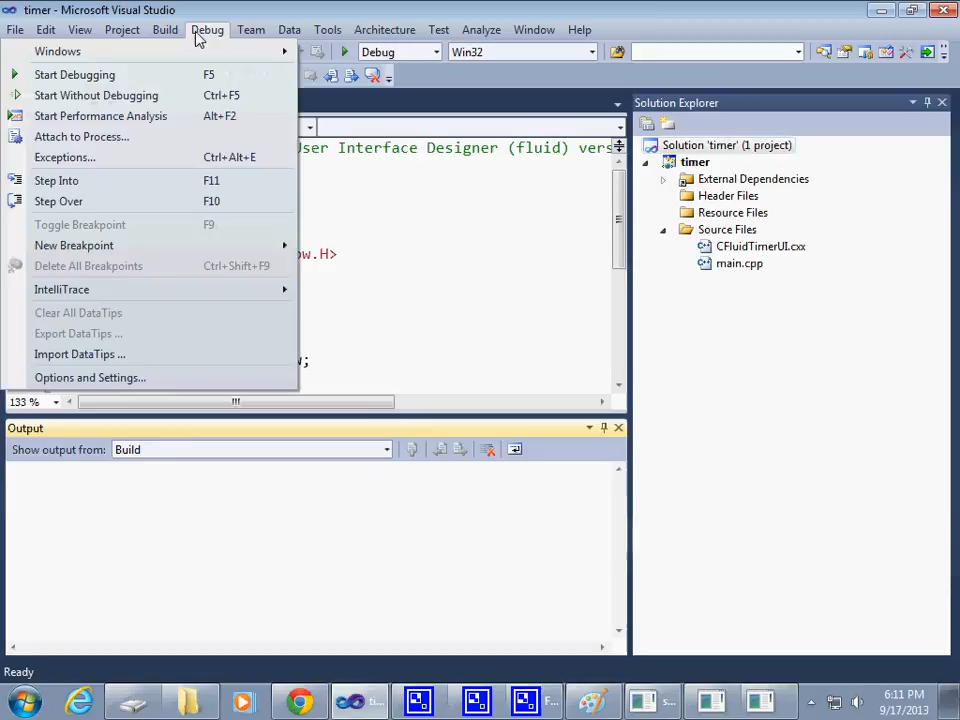 timer - Microsoft Visual Studio
File Edit View Project Build Debug Team Data Tools Architecture Test Analyze Window Help
Debug Win32
Windows
Start Debugging F5
Start Without Debugging Ctrl+F5
Start Performance Analysis Alt+F2
Attach to Process...
Exceptions... Ctrl+Alt+E
Step Into F11
Step Over F10
Toggle Breakpoint F9
New Breakpoint
Delete All Breakpoints Ctrl+Shift+F9
IntelliTrace
Clear All DataTips
Export DataTips ...
Import DataTips ...
Options and Settings...
User Interface Designer (fluid) vers
ow.H>
w;
133 %
Solution Explorer
Solution 'timer' (1 project)
timer
External Dependencies
Header Files
Resource Files
Source Files
CFluidTimerUI.cxx
main.cpp
Output
Show output from: Build
Ready
ti... F... s...
6:11 PM
9/17/2013